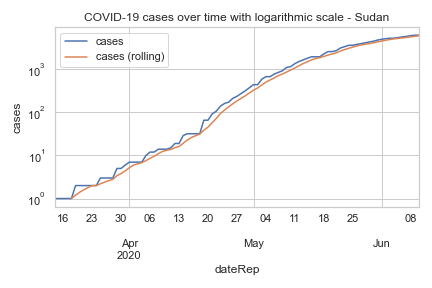 COVID-19 cases over time with logarithmic scale - Sudan
cases
cases (rolling)
cases
10³
10²
10¹
10⁰
16 23 30 06 13 20 27 04 11 18 25 08
Apr May Jun
2020
dateRep